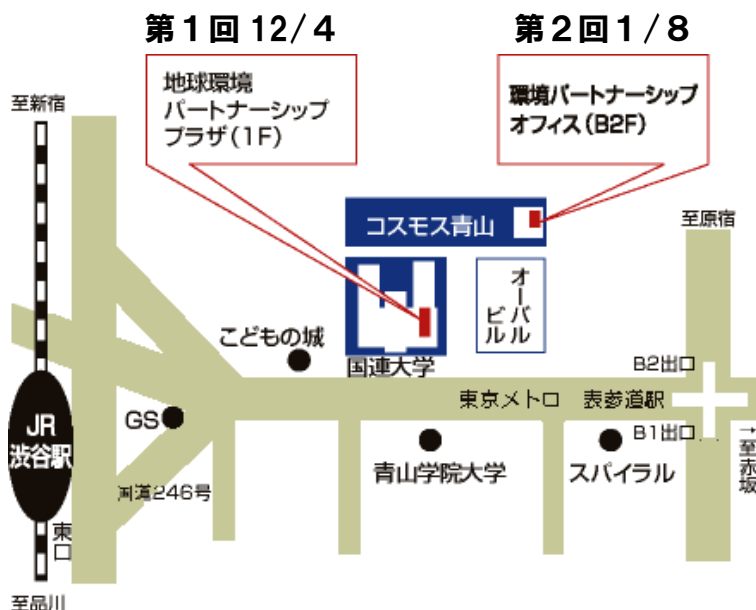 第1回 12/4
第2回1/8
地球環境
パートナーシップ
プラザ(1F)
環境パートナーシップ
オフィス(B2F)
至新宿
コスモス青山
至原宿
オーバル
ビル
こどもの城
国連大学
B2出口
東京メトロ 表参道駅
GS
JR
渋谷駅
B1出口
→至赤坂
青山学院大学
スパイラル
国道246号
東口
至品川